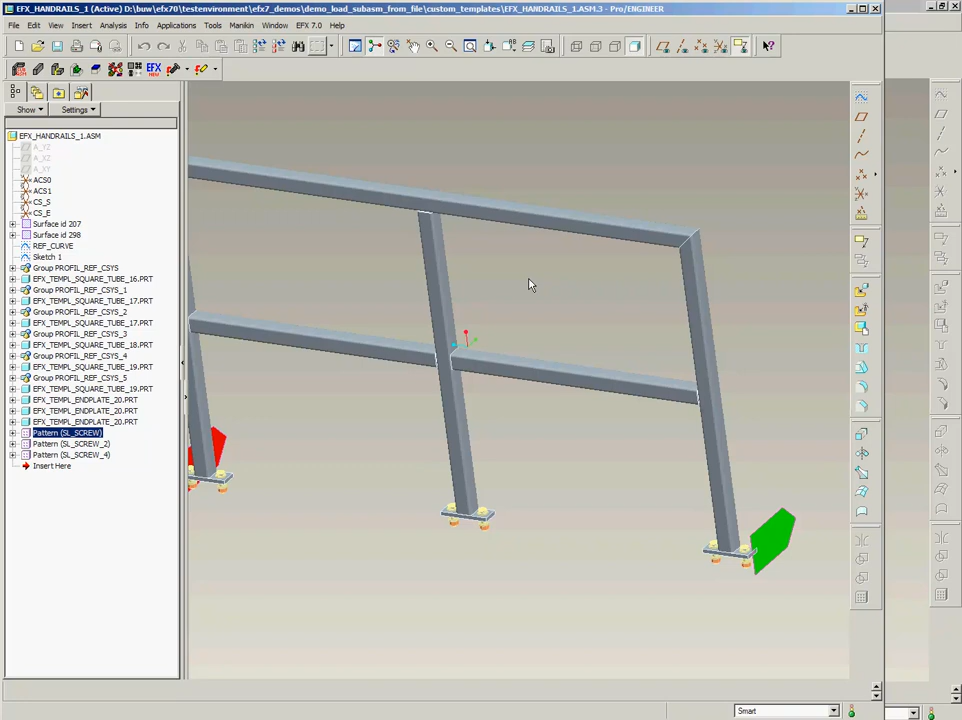 EFX_HANDRAILS_1 (Active) D:\buw\efx70\testenvironment\efx7_demos\demo_load_subasm_from_file\custom_templates\EFX_HANDRAILS_1.ASM.3 - Pro/ENGINEER
File Edit View Insert Analysis Info Applications Tools Manikin Window EFX 7.0 Help
EFX
Show Settings
EFX_HANDRAILS_1.ASM
A_YZ
A_XZ
A_XY
ACS0
ACS1
CS_S
CS_E
Surface id 207
Surface id 298
REF_CURVE
Sketch 1
Group PROFIL_REF_CSYS
EFX_TEMPL_SQUARE_TUBE_16.PRT
Group PROFIL_REF_CSYS_1
EFX_TEMPL_SQUARE_TUBE_17.PRT
Group PROFIL_REF_CSYS_2
EFX_TEMPL_SQUARE_TUBE_17.PRT
Group PROFIL_REF_CSYS_3
EFX_TEMPL_SQUARE_TUBE_18.PRT
Group PROFIL_REF_CSYS_4
EFX_TEMPL_SQUARE_TUBE_19.PRT
Group PROFIL_REF_CSYS_5
EFX_TEMPL_SQUARE_TUBE_19.PRT
EFX_TEMPL_ENDPLATE_20.PRT
EFX_TEMPL_ENDPLATE_20.PRT
EFX_TEMPL_ENDPLATE_20.PRT
Pattern (SL_SCREW)
Pattern (SL_SCREW_2)
Pattern (SL_SCREW_4)
Insert Here
Smart